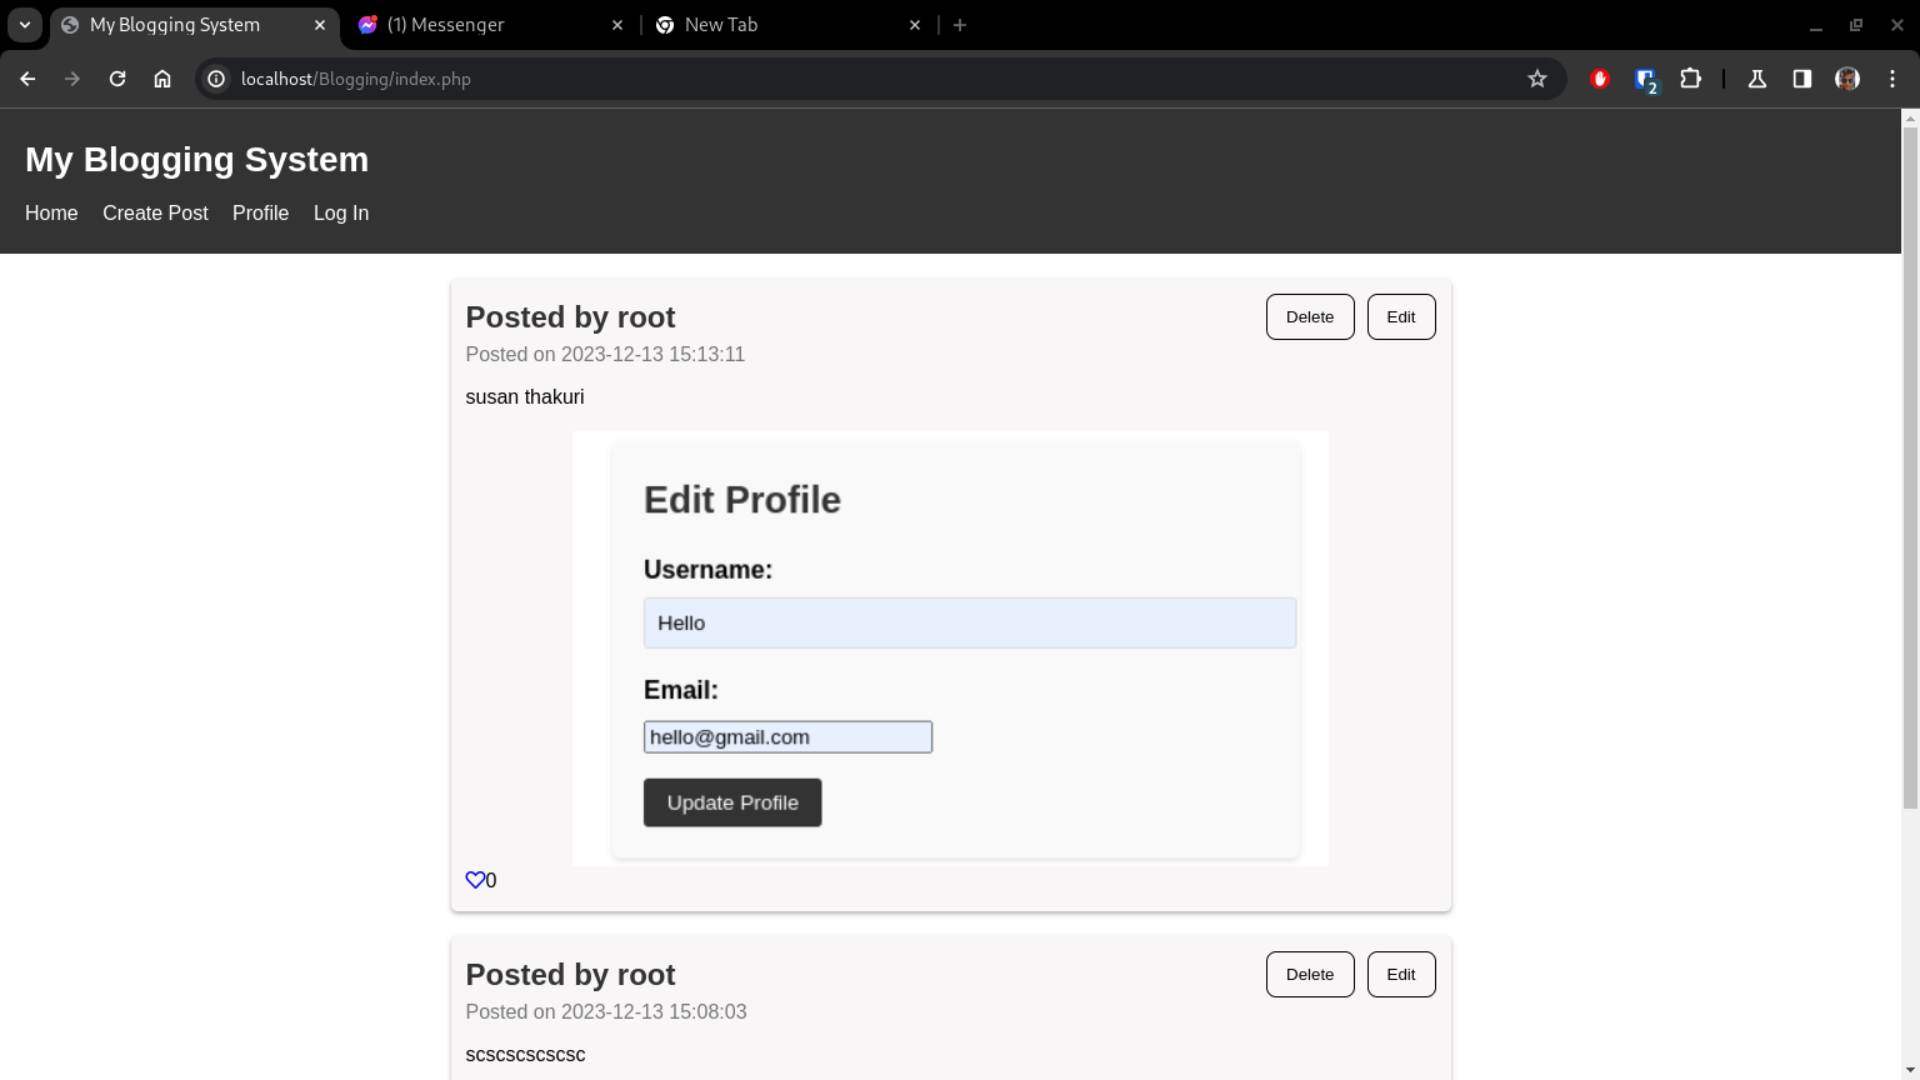 My Blogging System
(1) Messenger
New Tab
localhost/Blogging/index.php
2
My Blogging System
Home Create Post Profile Log In
Posted by root
Delete Edit
Posted on 2023-12-13 15:13:11
susan thakuri
Edit Profile
Username:
Hello
Email:
hello@gmail.com
Update Profile
0
Posted by root
Delete Edit
Posted on 2023-12-13 15:08:03
scscscscscsc